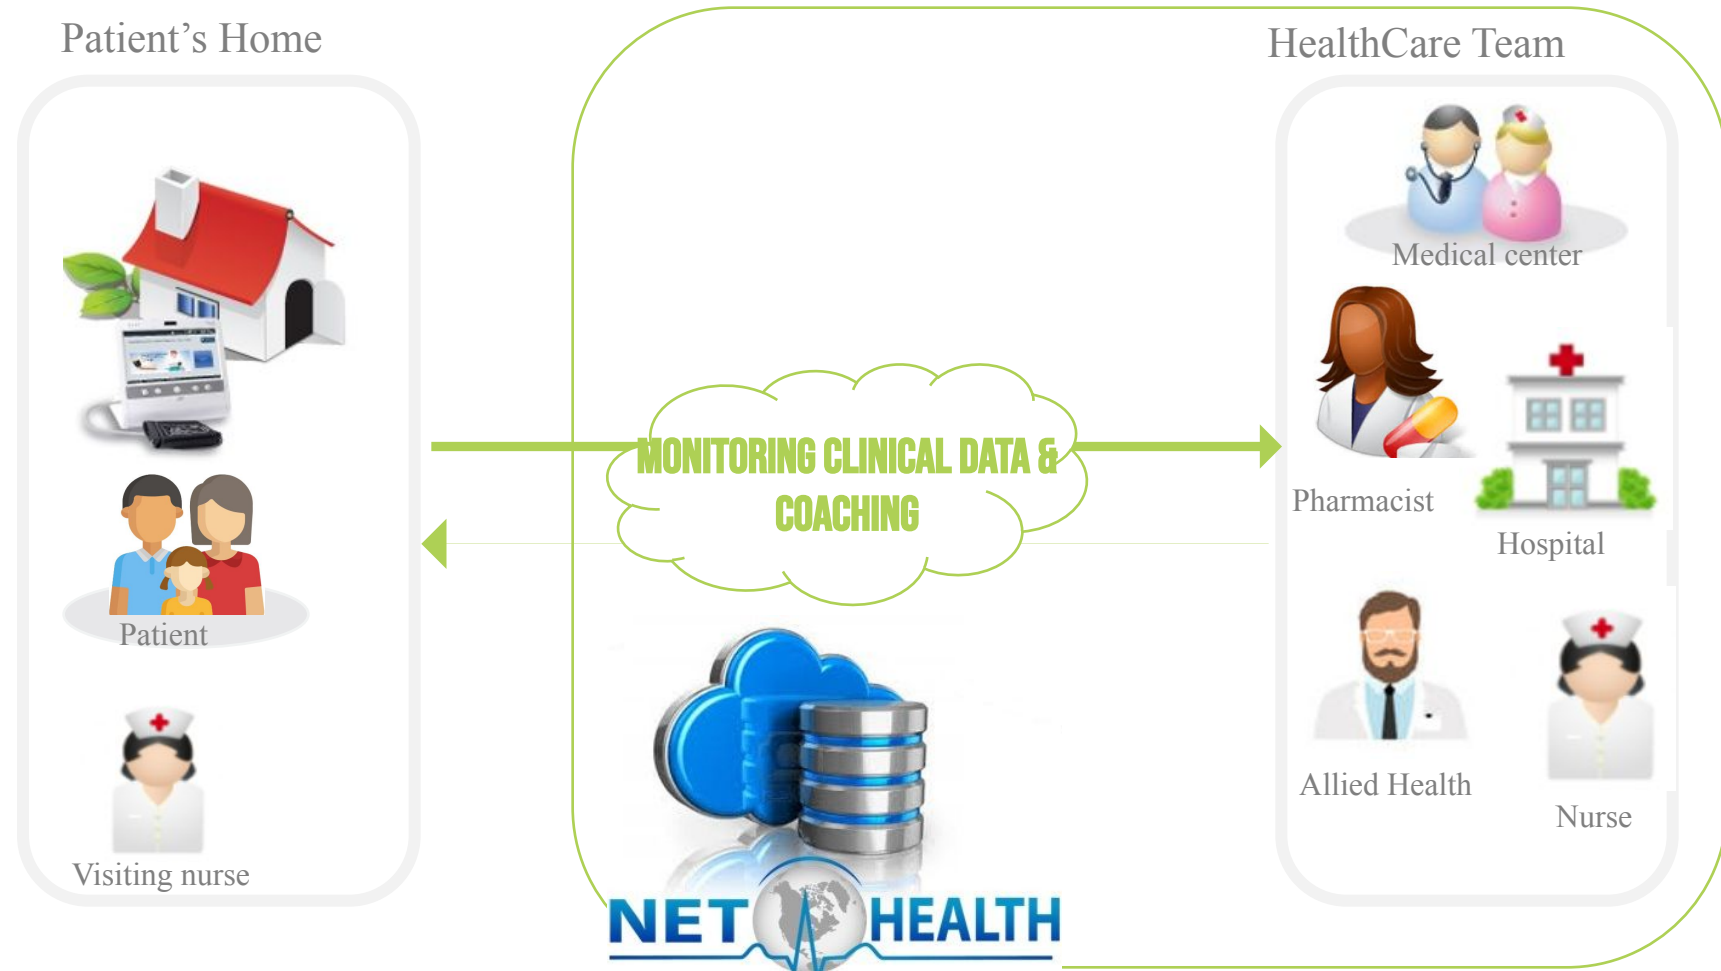 Patient’s Home
HealthCare Team
Medical center
MONITORING CLINICAL DATA &
COACHING
Pharmacist
Hospital
Patient
Allied Health
Nurse
Visiting nurse
NET HEALTH